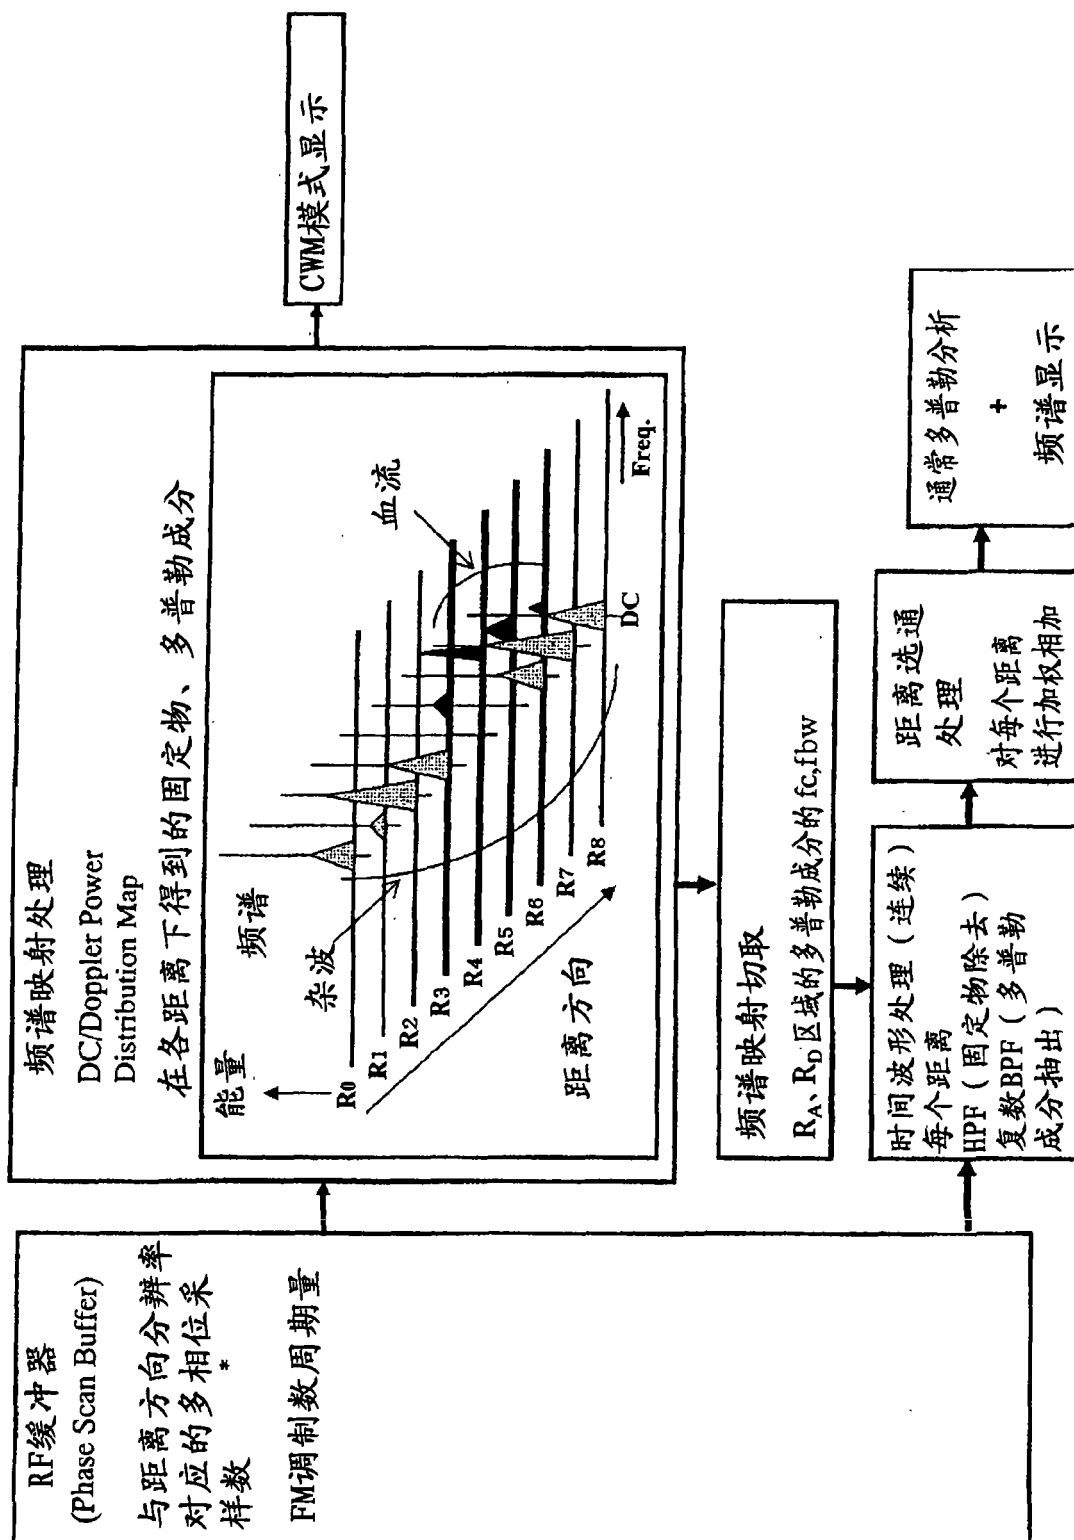 RF缓冲器
(Phase Scan Buffer)
与距离方向分辨率
对应的多相位采
样数
*
FM调制数周期量
频谱映射处理
DC/Doppler Power
Distribution Map
在各距离下得到的固定物、多普勒成分
能量
频谱
杂波
血流
R0
R1
R2
R3
R4
R5
R6
R7
R8
DC
Freq.
距离方向
CWM模式显示
频谱映射切取
RA、RD区域的多普勒成分的fc,fbw
时间波形处理（连续）
每个距离
HPF（固定物除去）
复数BPF（多普勒
成分抽出）
距离选通
处理
对每个距离
进行加权相加
通常多普勒分析
+
频谱显示